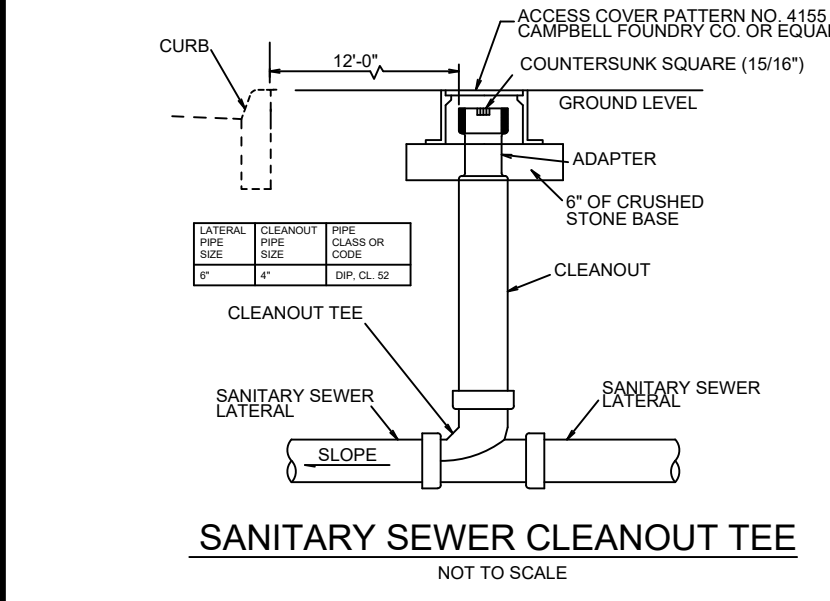 ACCESS COVER PATTERN NO. 4155
CAMPBELL FOUNDRY CO. OR EQUAL
CURB
12'-0"
COUNTERSUNK SQUARE (15/16")
GROUND LEVEL
ADAPTER
6" OF CRUSHED
STONE BASE
LATERAL PIPE SIZE
CLEANOUT PIPE SIZE
PIPE CLASS OR CODE
6"
4"
DIP, CL. 52
CLEANOUT
CLEANOUT TEE
SANITARY SEWER
LATERAL
SANITARY SEWER
LATERAL
SLOPE
SANITARY SEWER CLEANOUT TEE
NOT TO SCALE